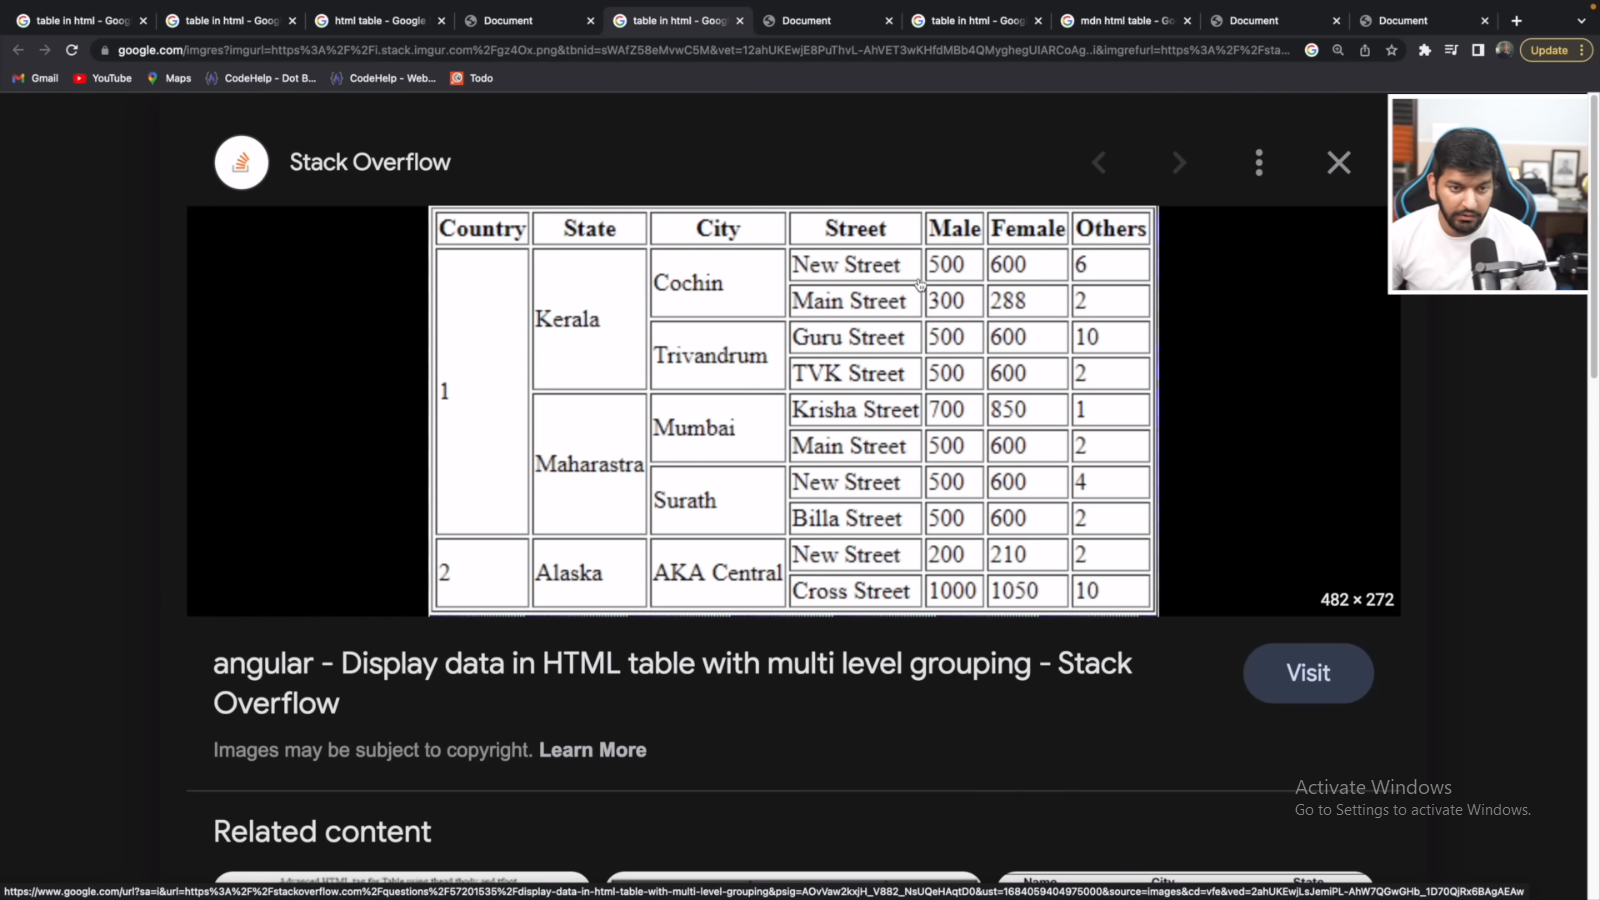 table in html - Goog
table in html - Goog
html table - Google
Document
table in html - Goog
Document
table in html - Goog
mdn html table - Go
Document
Document
google.com/imgres?imgurl=https%3A%2F%2Fi.stack.imgur.com%2Fgz4Ox.png&tbnid=sWAfZ58eMvwC5M&vet=12ahUKEwjE8PuThvL-AhVET3wKHfdMBb4QMyghegUIARCoAg..i&imgrefurl=https%3A%2F%2Fsta...
Update
Gmail
YouTube
Maps
CodeHelp - Dot B...
CodeHelp - Web...
Todo
Stack Overflow
Country State City Street Male Female Others
1 Kerala Cochin New Street 500 600 6
Main Street 300 288 2
Trivandrum Guru Street 500 600 10
TVK Street 500 600 2
Maharastra Mumbai Krisha Street 700 850 1
Main Street 500 600 2
Surath New Street 500 600 4
Billa Street 500 600 2
2 Alaska AKA Central New Street 200 210 2
Cross Street 1000 1050 10
482 × 272
angular - Display data in HTML table with multi level grouping - Stack
Overflow
Visit
Images may be subject to copyright. Learn More
Activate Windows
Go to Settings to activate Windows.
Related content
Name City State
https://www.google.com/url?sa=i&url=https%3A%2F%2Fstackoverflow.com%2Fquestions%2F57201535%2Fdisplay-data-in-html-table-with-multi-level-grouping&psig=AOvVaw2kxjH_V882_NsUQeHAqtD0&ust=1684059404975000&source=images&cd=vfe&ved=2ahUKEwjLsJemiPL-AhW7QGwGHb_1D70QjRx6BAgAEAw